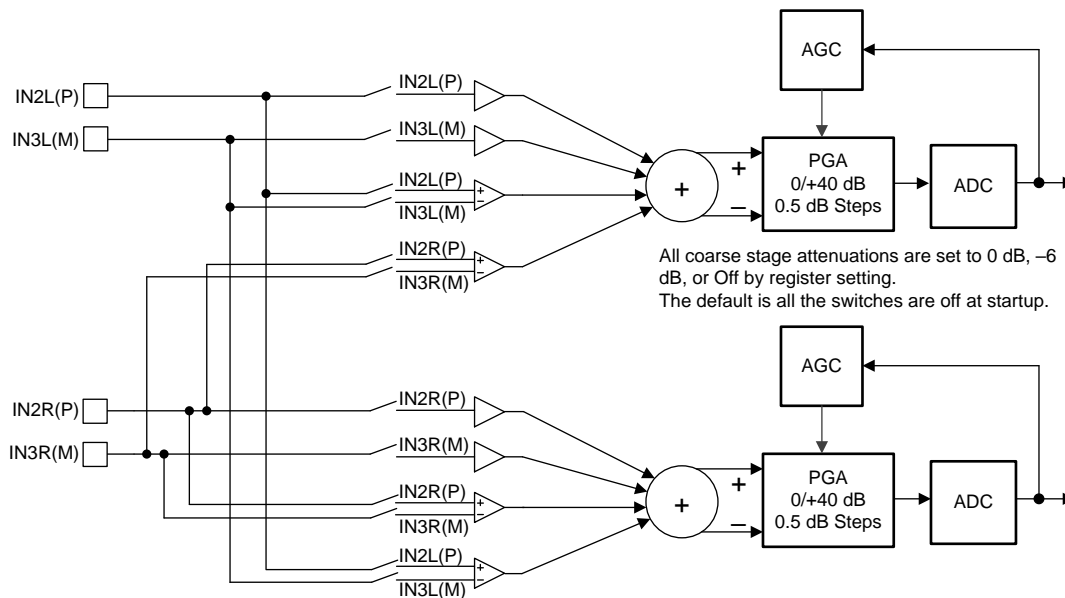 AGC
IN2L(P)
IN3L(M)
IN2L(P)
IN3L(M)
IN2L(P)
IN3L(M)
IN2R(P)
IN3R(M)
+
−
+
−
+
+
−
PGA
0/+40 dB
0.5 dB Steps
ADC
All coarse stage attenuations are set to 0 dB, –6
dB, or Off by register setting.
The default is all the switches are off at startup.
AGC
IN2R(P)
IN3R(M)
IN2R(P)
IN3R(M)
IN2R(P)
IN3R(M)
IN2L(P)
IN3L(M)
+
−
+
−
+
+
−
PGA
0/+40 dB
0.5 dB Steps
ADC